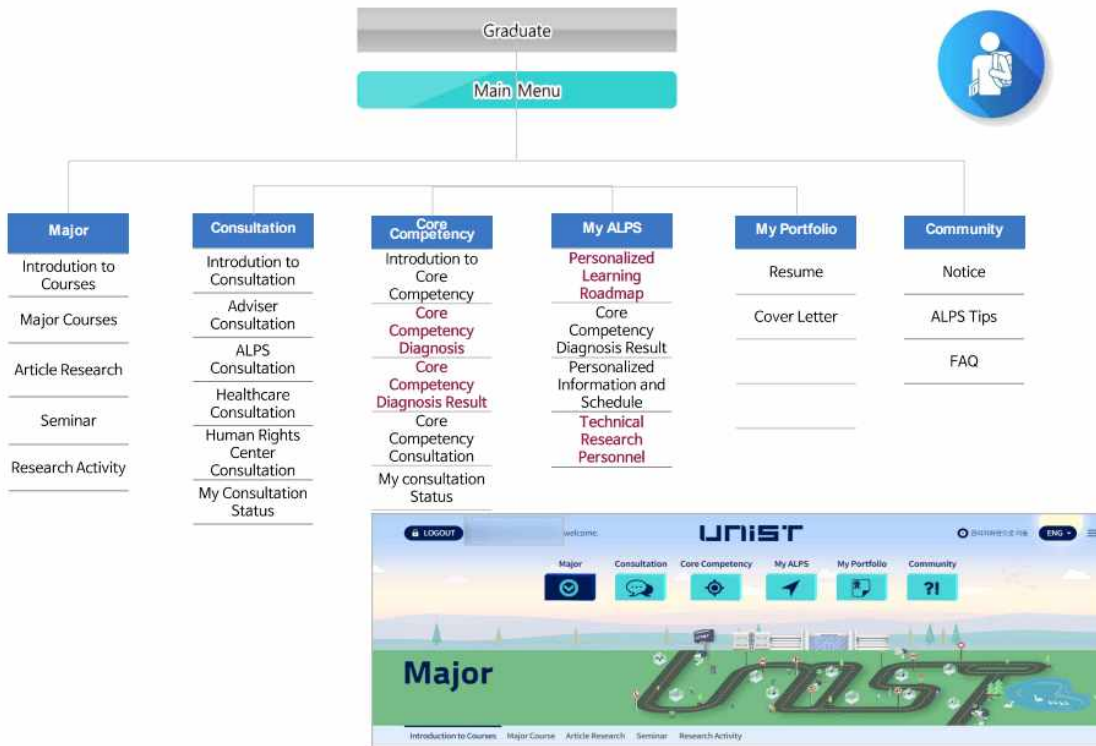 Graduate
Main Menu
Major
Introdution to
Courses
Major Courses
Article Research
Seminar
Research Activity
Consultation
Introdution to
Consultation
Adviser
Consultation
ALPS
Consultation
Healthcare
Consultation
Human Rights
Center
Consultation
My Consultation
Status
Core
Competency
Introduction to
Core
Competency
Core
Competency
Diagnosis
Core
Competency
Diagnosis Result
Core
Competency
Consultation
My consultation
Status
My ALPS
Personalized
Learning
Roadmap
Core
Competency
Diagnosis Result
Personalized
Information and
Schedule
Technical
Research
Personnel
My Portfolio
Resume
Cover Letter
Community
Notice
ALPS Tips
FAQ
LOGOUT
welcome.
UNIST
ENG
Major
Consultation
Core Competency
My ALPS
My Portfolio
Community
?!
Major
Introduction to Courses
Major Course
Article Research
Seminar
Research Activity